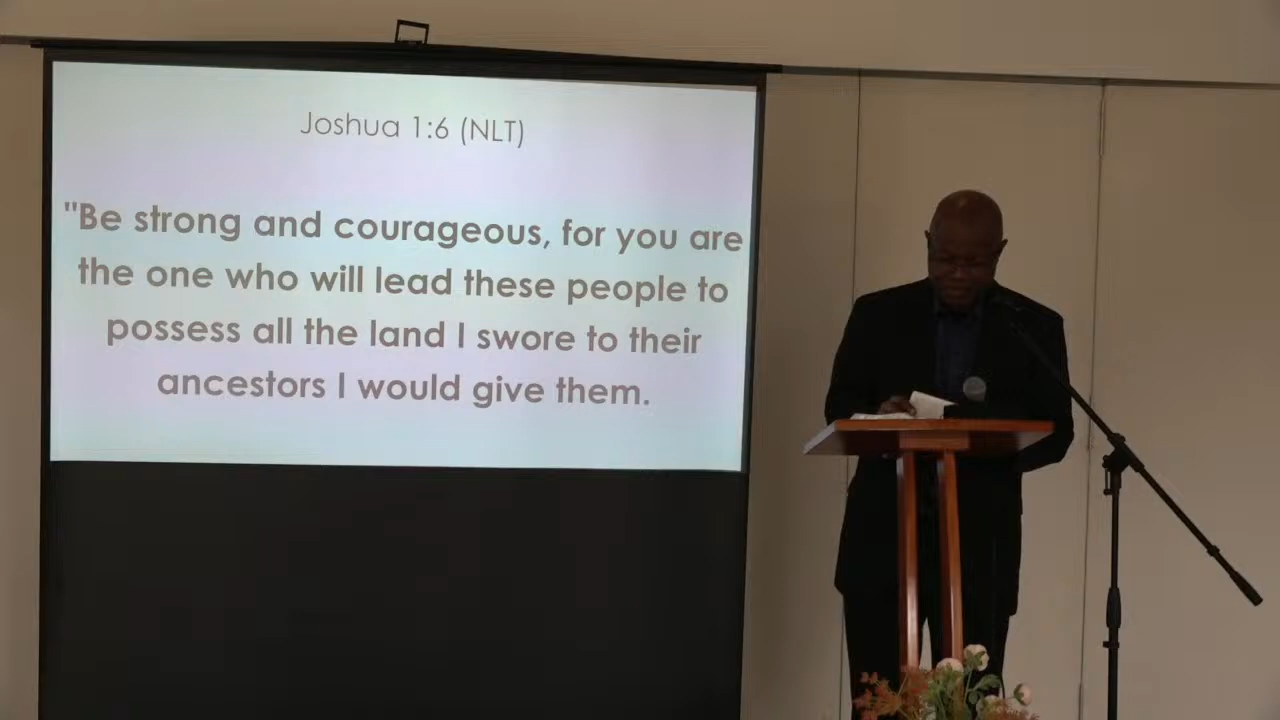 Joshua 1:6 (NLT)
"Be strong and courageous, for you are
the one who will lead these people to
possess all the land I swore to their
ancestors I would give them.